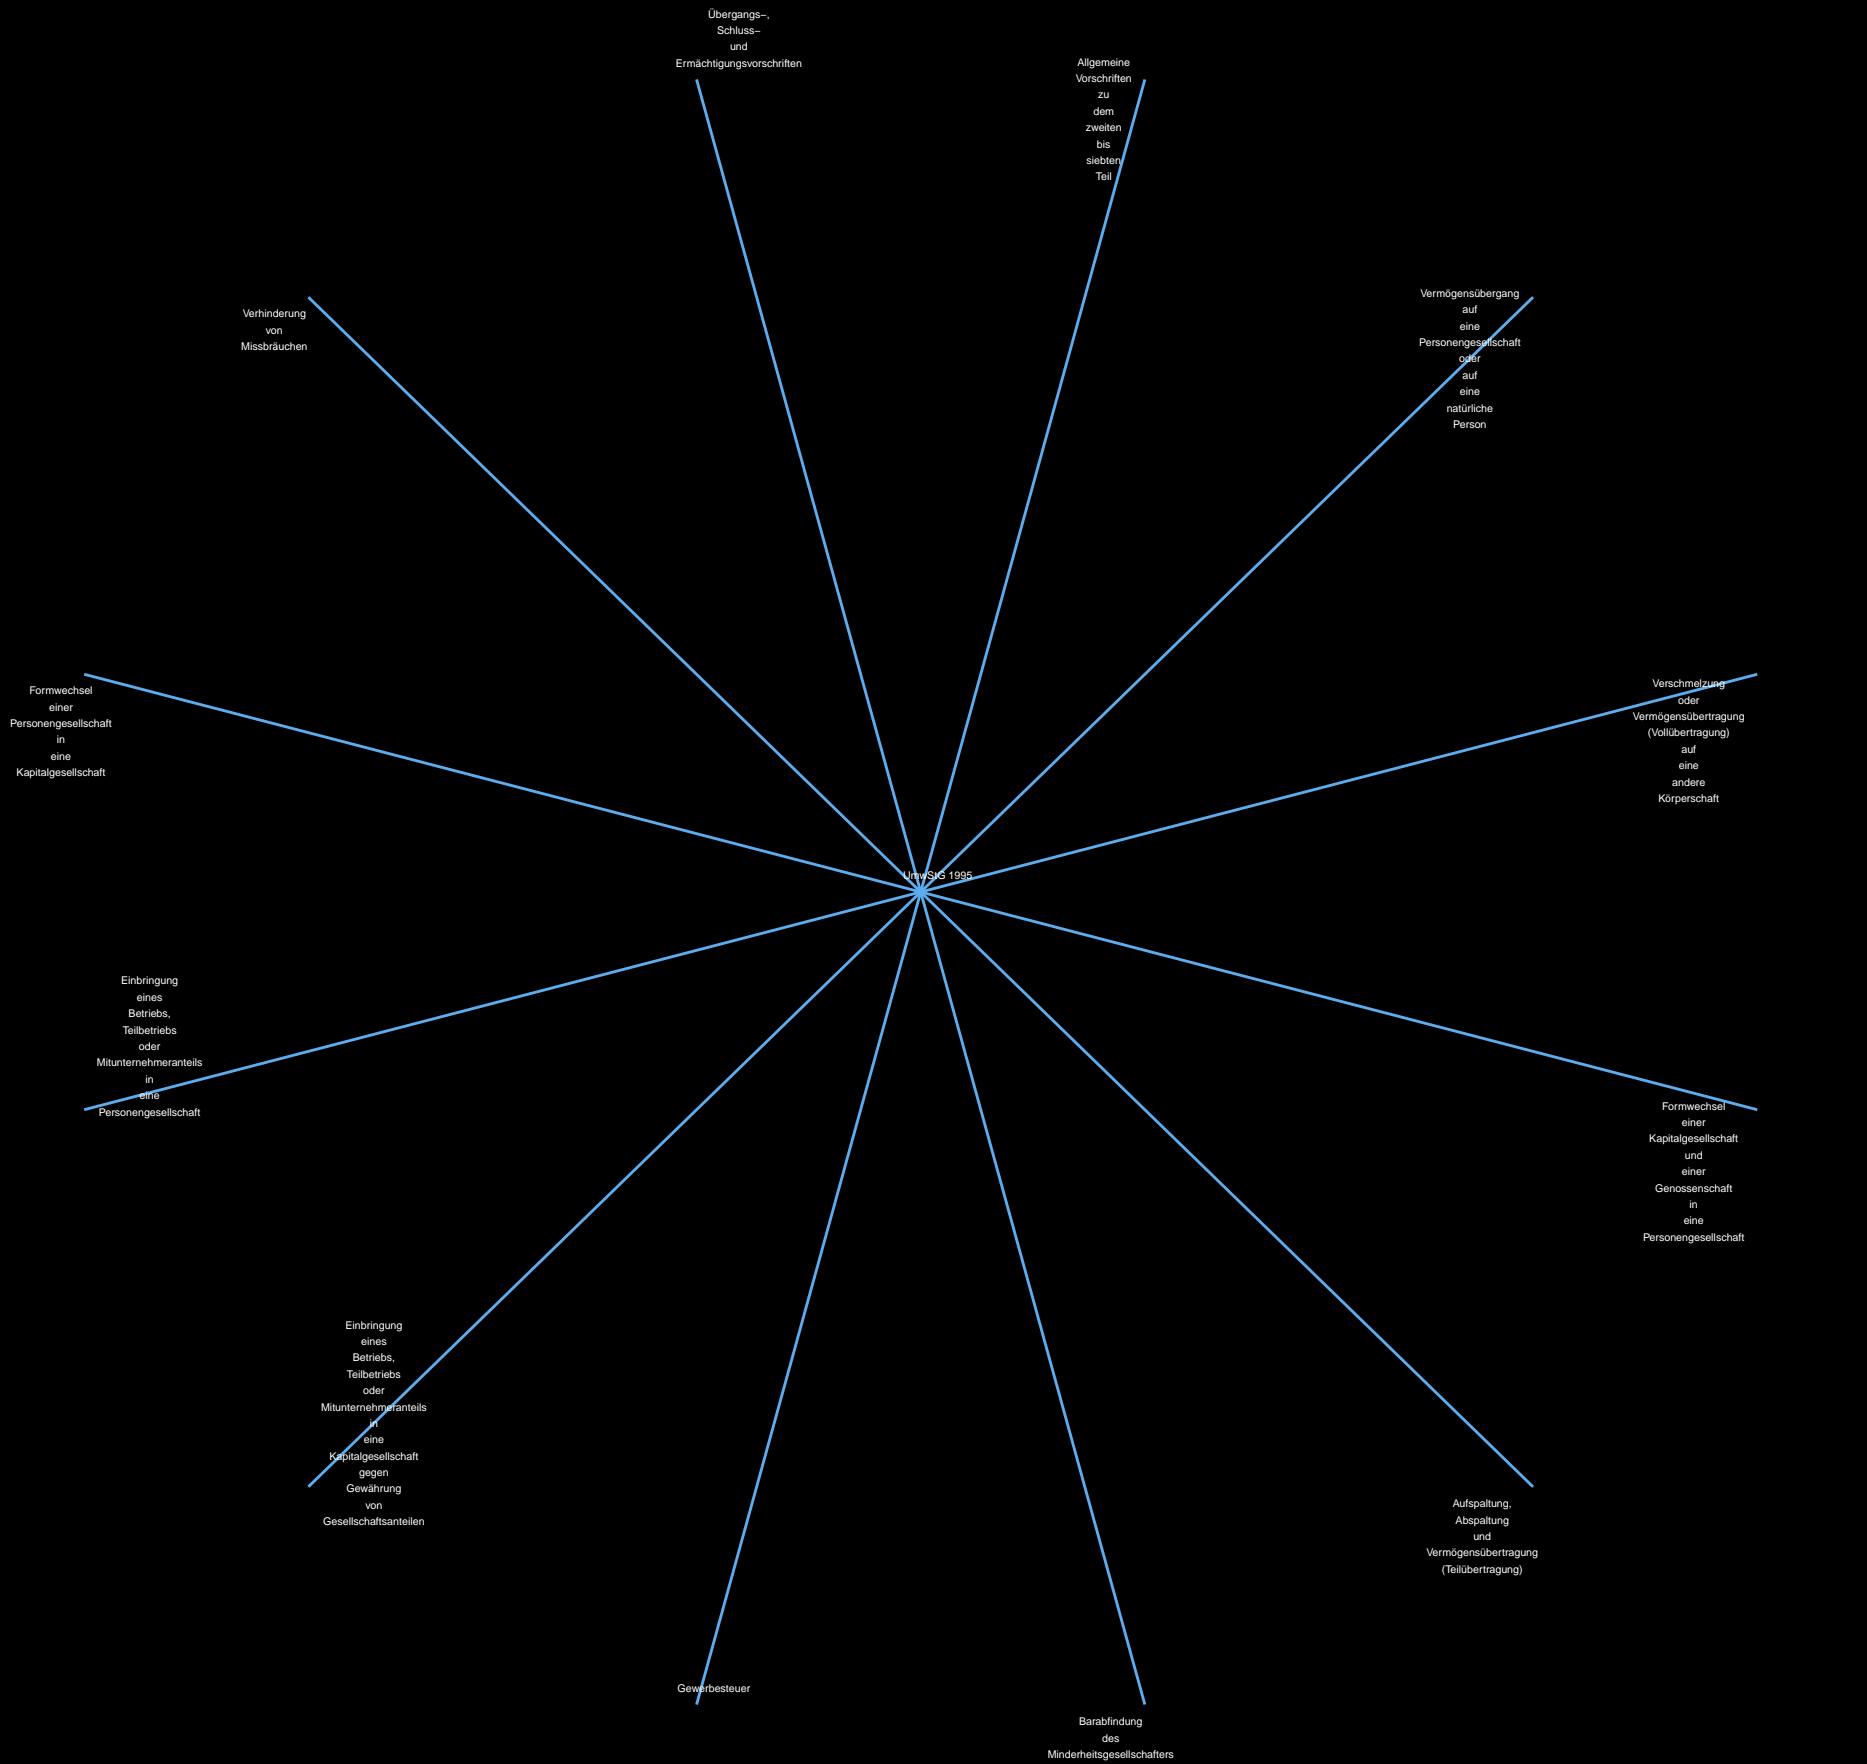 Übergangs−,
Schluss−
und
Ermächtigungsvorschriften
Allgemeine
Vorschriften
zu
dem
zweiten
bis
siebten
Teil
Vermögensübergang
auf
eine
Personengesellschaft
oder
auf
eine
natürliche
Person
Verhinderung
von
Missbräuchen
Verschmelzung
oder
Vermögensübertragung
(Vollübertragung)
auf
eine
andere
Körperschaft
Formwechsel
einer
Personengesellschaft
in
eine
Kapitalgesellschaft
UmwStG 1995
Einbringung
eines
Betriebs,
Teilbetriebs
oder
Mitunternehmeranteils
in
eine
Personengesellschaft
Formwechsel
einer
Kapitalgesellschaft
und
einer
Genossenschaft
in
eine
Personengesellschaft
Einbringung
eines
Betriebs,
Teilbetriebs
oder
Mitunternehmeranteils
in
eine
Kapitalgesellschaft
gegen
Gewährung
von
Gesellschaftsanteilen
Aufspaltung,
Abspaltung
und
Vermögensübertragung
(Teilübertragung)
Gewerbesteuer
Barabfindung
des
Minderheitsgesellschafters